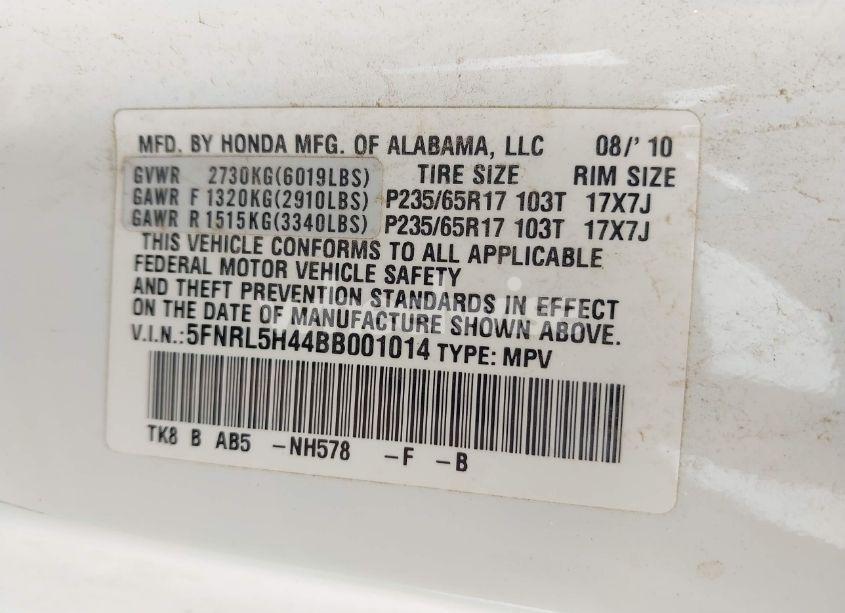 MFD. BY HONDA MFG. OF ALABAMA, LLC 08/' 10
GVWR 2730KG(6019LBS) TIRE SIZE RIM SIZE
GAWR F 1320KG(2910LBS) P235/65R17 103T 17X7J
GAWR R 1515KG(3340LBS) P235/65R17 103T 17X7J
THIS VEHICLE CONFORMS TO ALL APPLICABLE
FEDERAL MOTOR VEHICLE SAFETY
AND THEFT PREVENTION STANDARDS IN EFFECT
ON THE DATE OF MANUFACTURE SHOWN ABOVE.
V.I.N.:5FNRL5H44BB001014 TYPE: MPV
TK8 B AB5 -NH578 -F -B